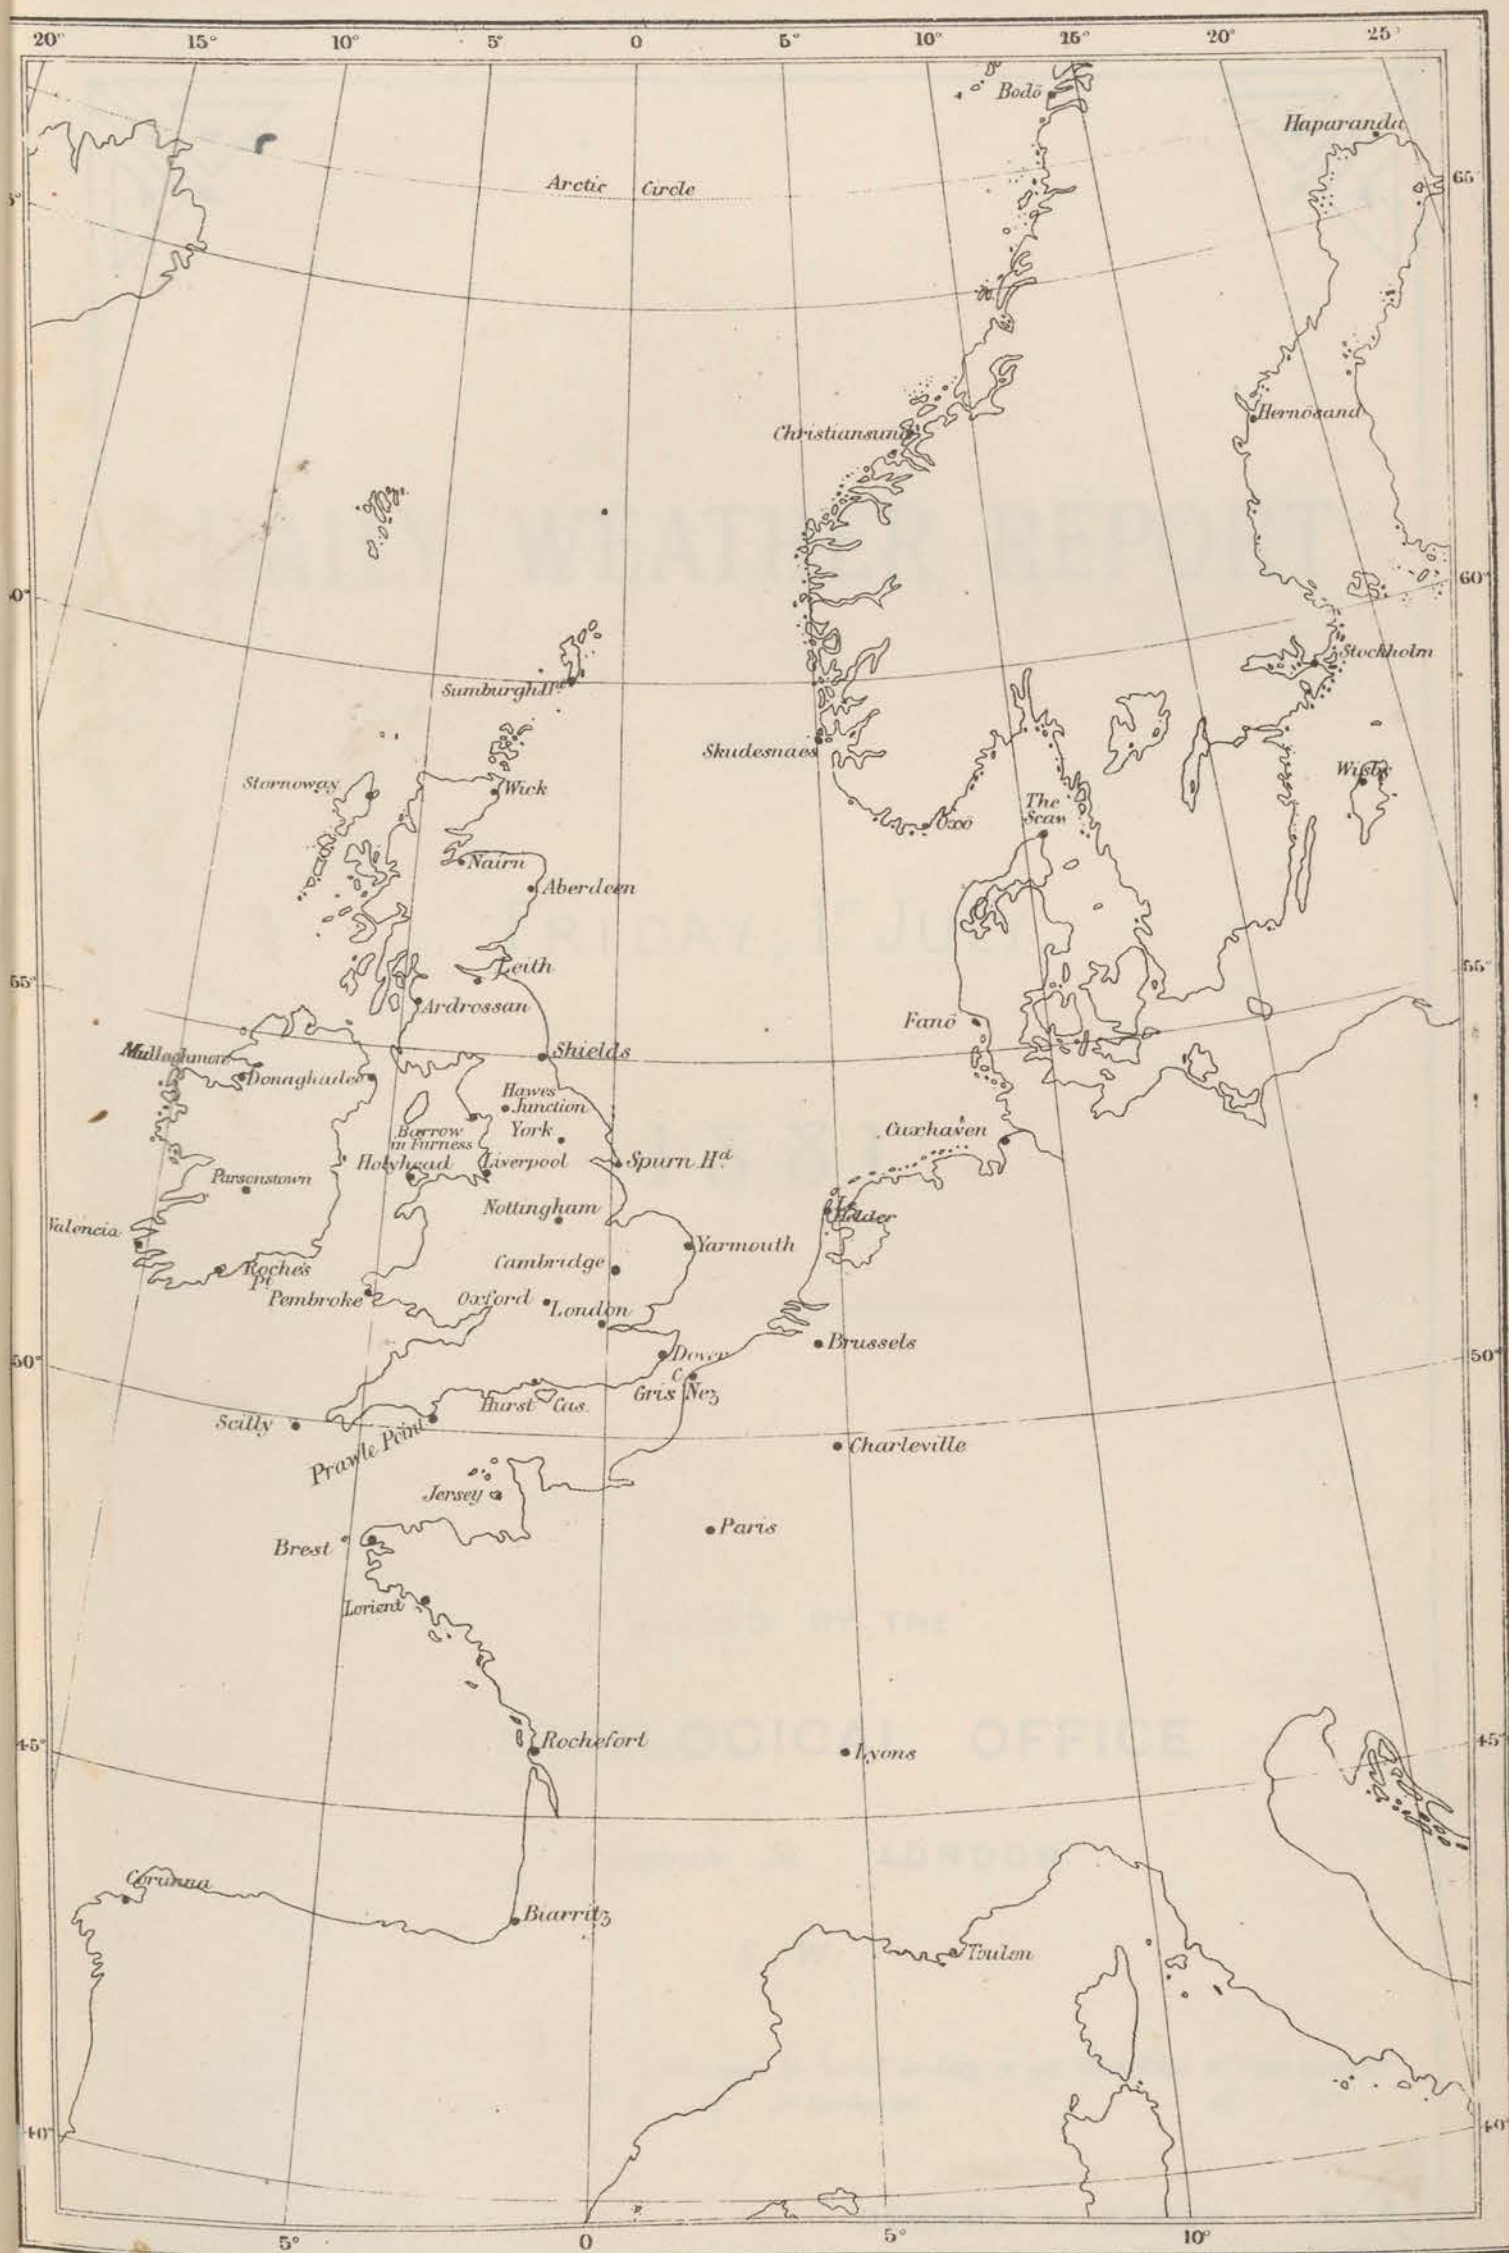 20° 15° 10° 5° 0 5° 10° 15° 20° 25°
Bodö
Haparanda
65
Arctic Circle
Hernösand
Christiansund
60°
Stockholm
Sumburgh H.d
Skudesnaes
Wisby
Stornoway
Wick
The
Scaw
Oxö
Nairn
Aberdeen
Leith
55°
55°
Ardrossan
Fanö
Shields
Mullaghmore
Donaghadee
Hawes
Junction
Barrow
in Furness
York
Cuxhaven
Holyhead
Liverpool
Spurn H.d
Parsonstown
Nottingham
Helder
Valencia
Yarmouth
Cambridge
Roche's
Pt
Pembroke
Oxford
London
Brussels
Dover
50°
50°
C.
Gris Nez
Hurst Cas.
Scilly
Prawle Point
Charleville
Jersey
Paris
Brest
Lorient
Rochefort
45°
Lyons
45°
Corunna
Biarritz
Toulon
40°
40°
5° 0 5° 10°